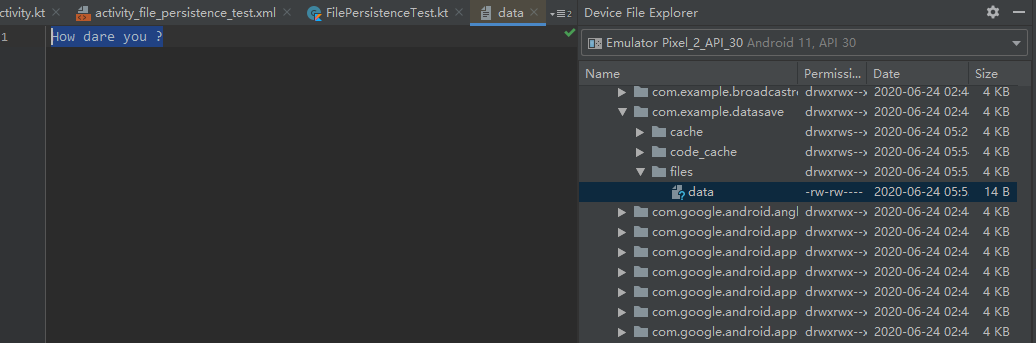 ctivity.kt activity_file_persistence_test.xml FilePersistenceTest.kt data 2
1 How dare you ?
Device File Explorer
Emulator Pixel_2_API_30 Android 11, API 30
Name Permissi... Date Size
com.example.broadcastr drwxrwx--x 2020-06-24 02:4 4 KB
com.example.datasave drwxrwx--x 2020-06-24 02:4 4 KB
cache drwxrws--x 2020-06-24 05:2 4 KB
code_cache drwxrws--x 2020-06-24 05:5 4 KB
files drwxrwx--x 2020-06-24 05:5 4 KB
data -rw-rw---- 2020-06-24 05:5 14 B
com.google.android.angl drwxrwx--x 2020-06-24 02:4 4 KB
com.google.android.app drwxrwx--x 2020-06-24 02:4 4 KB
com.google.android.app drwxrwx--x 2020-06-24 02:4 4 KB
com.google.android.app drwxrwx--x 2020-06-24 02:4 4 KB
com.google.android.app drwxrwx--x 2020-06-24 02:4 4 KB
com.google.android.app drwxrwx--x 2020-06-24 02:4 4 KB
com.google.android.app drwxrwx--x 2020-06-24 02:4 4 KB